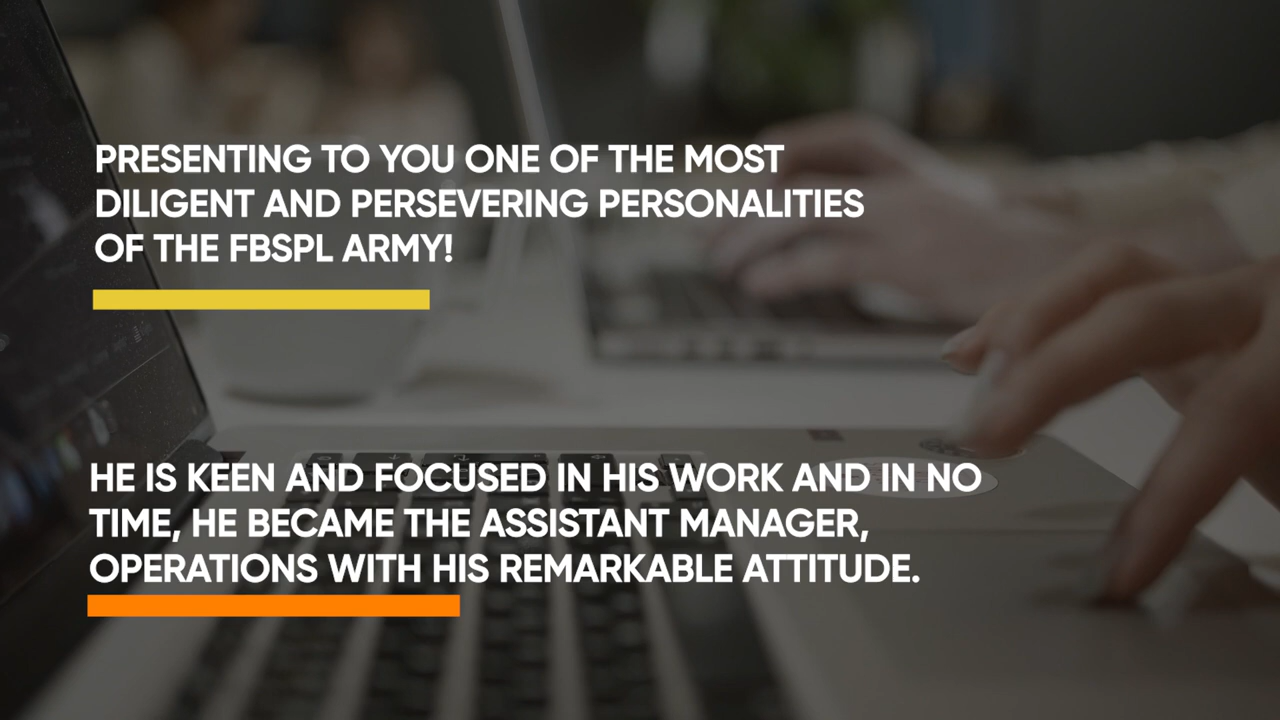 PRESENTING TO YOU ONE OF THE MOST
DILIGENT AND PERSEVERING PERSONALITIES
OF THE FBSPL ARMY!
HE IS KEEN AND FOCUSED IN HIS WORK AND IN NO
TIME, HE BECAME THE ASSISTANT MANAGER,
OPERATIONS WITH HIS REMARKABLE ATTITUDE.